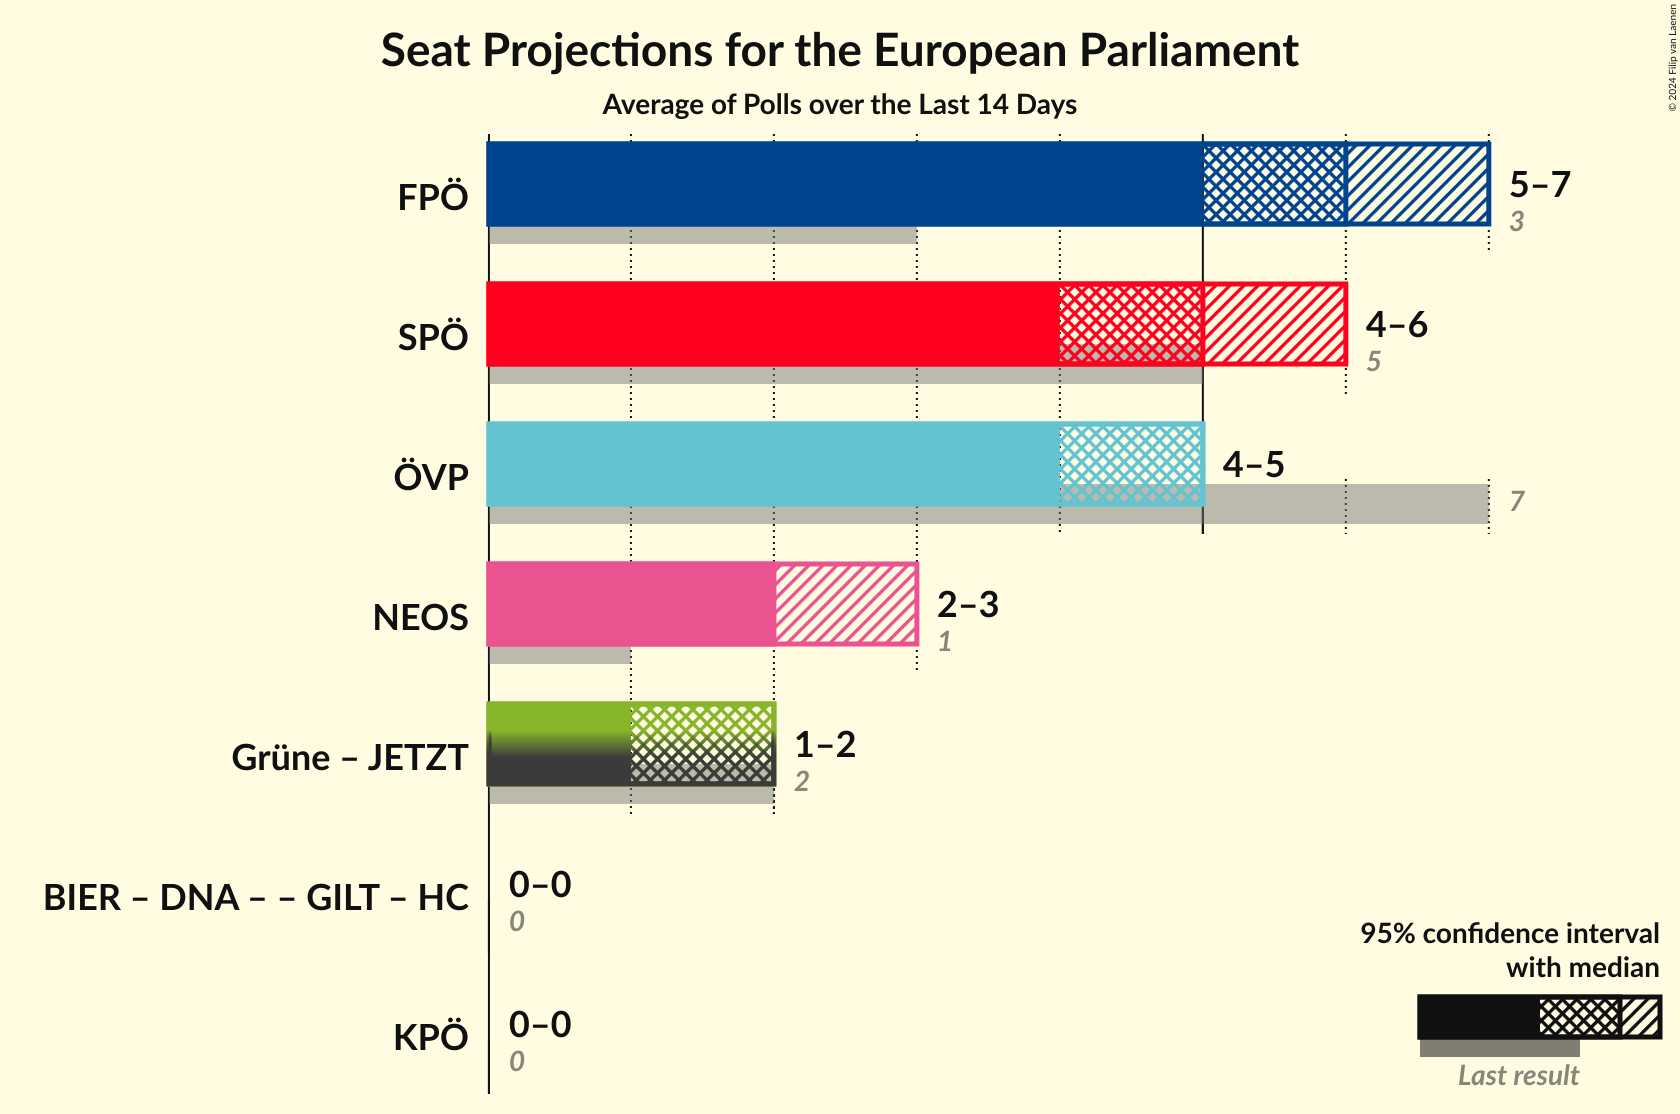 Seat Projections for the European Parliament
Average of Polls over the Last 14 Days
© 2024 Filip van Laenen
FPÖ
5–7
3
SPÖ
4–6
5
ÖVP
4–5
7
NEOS
2–3
1
Grüne – JETZT
1–2
2
BIER – DNA – – GILT – HC
0–0
0
KPÖ
0–0
0
95% confidence interval
with median
Last result